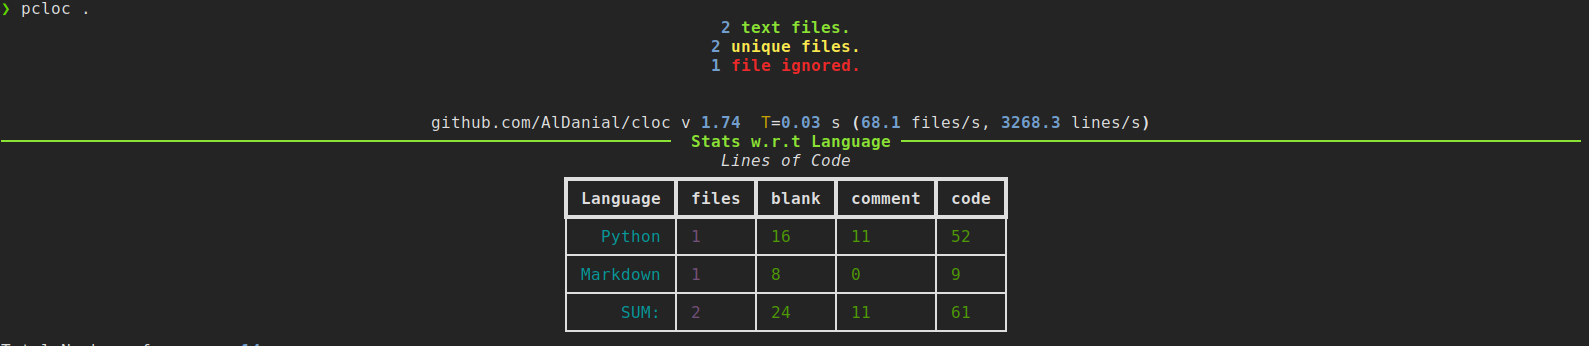 ❯ pcloc .
2 text files.
2 unique files.
1 file ignored.
github.com/AlDanial/cloc v 1.74  T=0.03 s (68.1 files/s, 3268.3 lines/s)
Stats w.r.t Language
Lines of Code
Language files blank comment code
Python 1 16 11 52
Markdown 1 8 0 9
SUM: 2 24 11 61